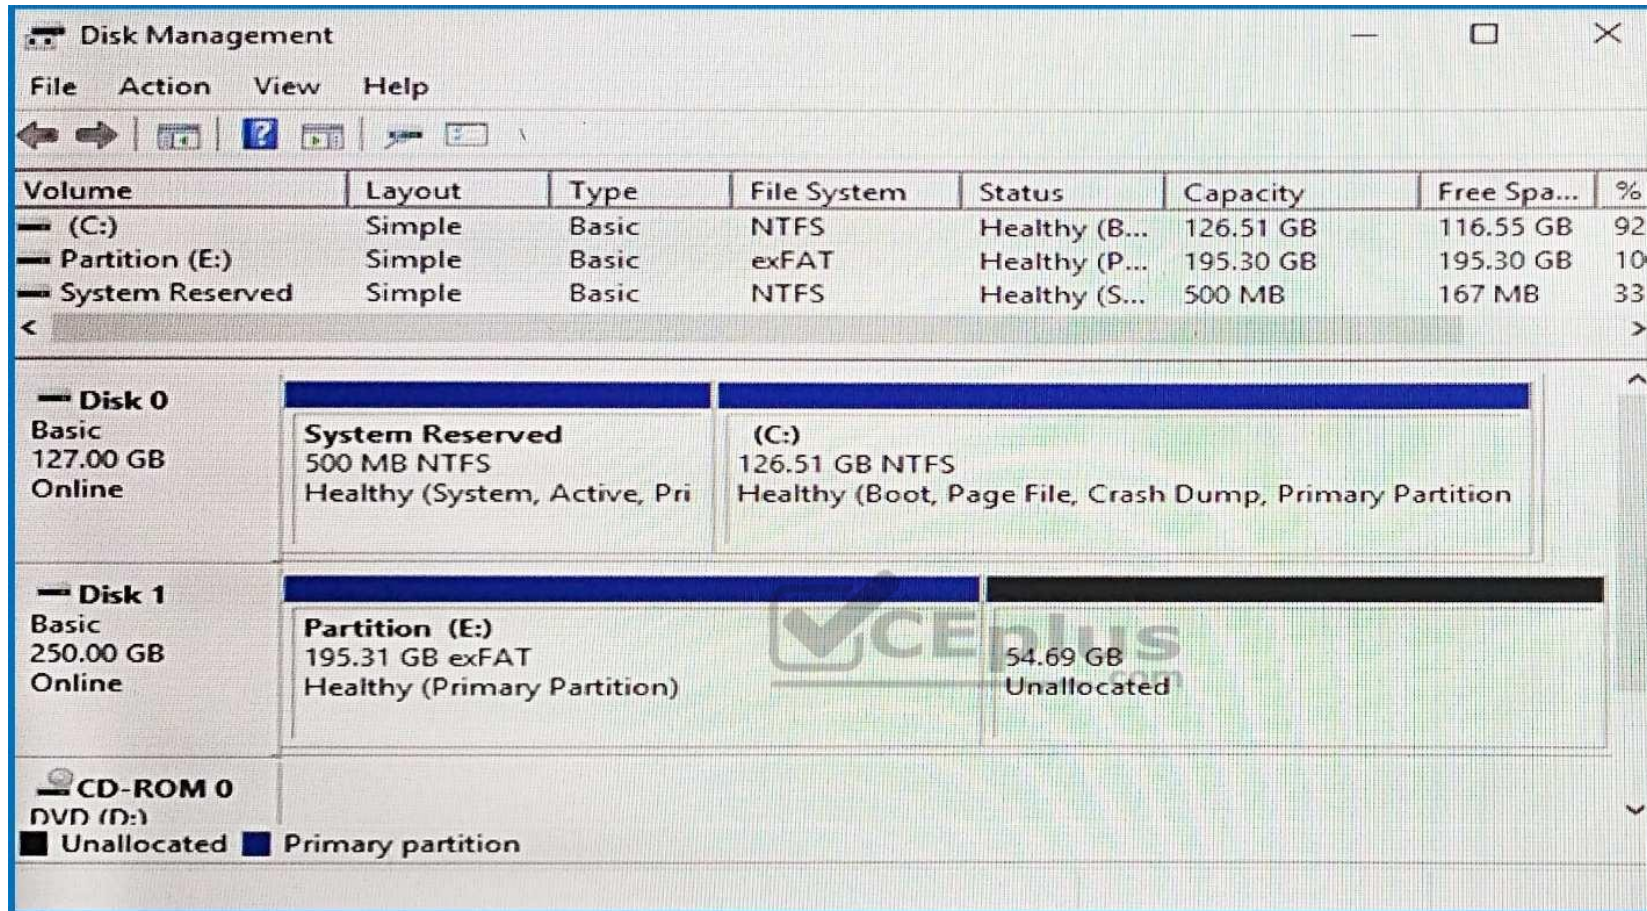 Disk Management
File Action View Help
Volume Layout Type File System Status Capacity Free Spa... %
(C:) Simple Basic NTFS Healthy (B... 126.51 GB 116.55 GB 92
Partition (E:) Simple Basic exFAT Healthy (P... 195.30 GB 195.30 GB 10
System Reserved Simple Basic NTFS Healthy (S... 500 MB 167 MB 33
Disk 0
Basic
127.00 GB
Online
System Reserved
500 MB NTFS
Healthy (System, Active, Pri
(C:)
126.51 GB NTFS
Healthy (Boot, Page File, Crash Dump, Primary Partition
Disk 1
Basic
250.00 GB
Online
Partition (E:)
195.31 GB exFAT
Healthy (Primary Partition)
54.69 GB
Unallocated
CEplus
.com
CD-ROM 0
DVD (D:)
Unallocated Primary partition